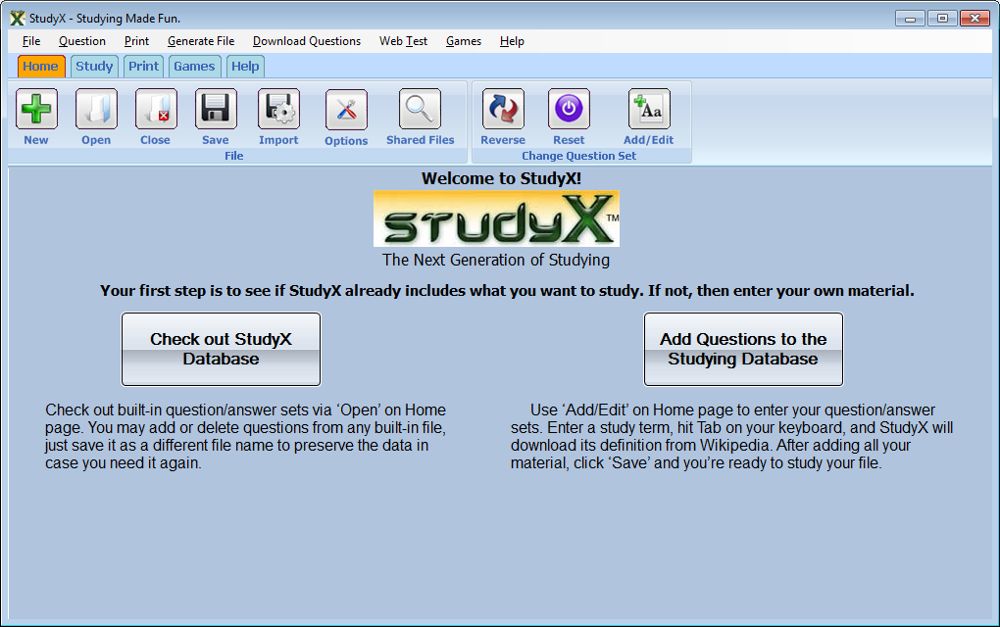 StudyX - Studying Made Fun.
File Question Print Generate File Download Questions Web Test Games Help
Home Study Print Games Help
New Open Close Save Import Options Shared Files Reverse Reset Aa Add/Edit
File Change Question Set
Welcome to StudyX!
studyX™
The Next Generation of Studying
Your first step is to see if StudyX already includes what you want to study. If not, then enter your own material.
Check out StudyX
Database
Add Questions to the
Studying Database
Check out built-in question/answer sets via ‘Open’ on Home
page. You may add or delete questions from any built-in file,
just save it as a different file name to preserve the data in
case you need it again.
Use ‘Add/Edit’ on Home page to enter your question/answer
sets. Enter a study term, hit Tab on your keyboard, and StudyX will
download its definition from Wikipedia. After adding all your
material, click ‘Save’ and you’re ready to study your file.